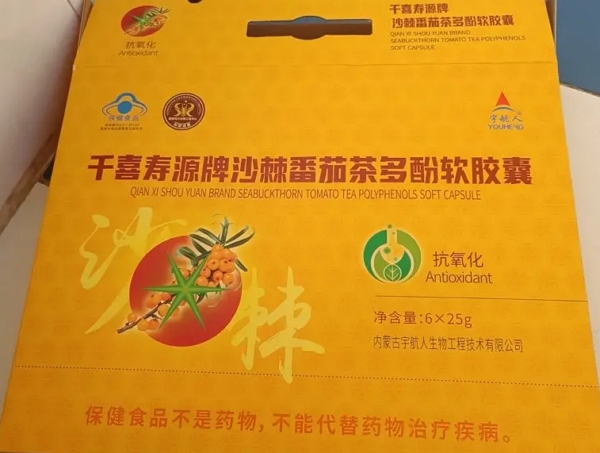 抗氧化
Antioxidant
千喜寿源牌
沙棘番茄茶多酚软胶囊
QIAN XI SHOU YUAN BRAND
SEABUCKTHORN TOMATO TEA POLYPHENOLS
SOFT CAPSULE
保健食品
宇航人
YOUHENG
千喜寿源牌沙棘番茄茶多酚软胶囊
QIAN XI SHOU YUAN BRAND SEABUCKTHORN TOMATO TEA POLYPHENOLS SOFT CAPSULE
沙棘
抗氧化
Antioxidant
净含量:6×25g
内蒙古宇航人生物工程技术有限公司
保健食品不是药物,不能代替药物治疗疾病。